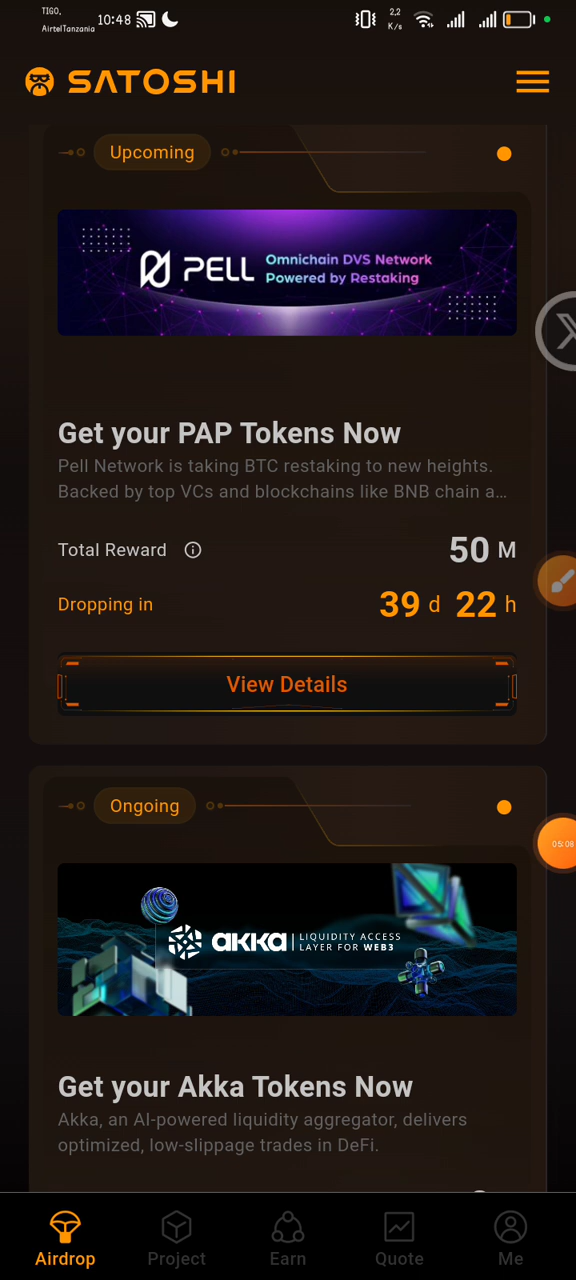 TIGO,
AirtelTanzania 10:48
2,2
K/s
SATOSHI
Upcoming
PELL Omnichain DVS Network
Powered by Restaking
Get your PAP Tokens Now
Pell Network is taking BTC restaking to new heights.
Backed by top VCs and blockchains like BNB chain a...
Total Reward 50 M
Dropping in 39 d 22 h
View Details
Ongoing
05:08
akka LIQUIDITY ACCESS
LAYER FOR WEB3
Get your Akka Tokens Now
Akka, an AI-powered liquidity aggregator, delivers
optimized, low-slippage trades in DeFi.
Airdrop Project Earn Quote Me